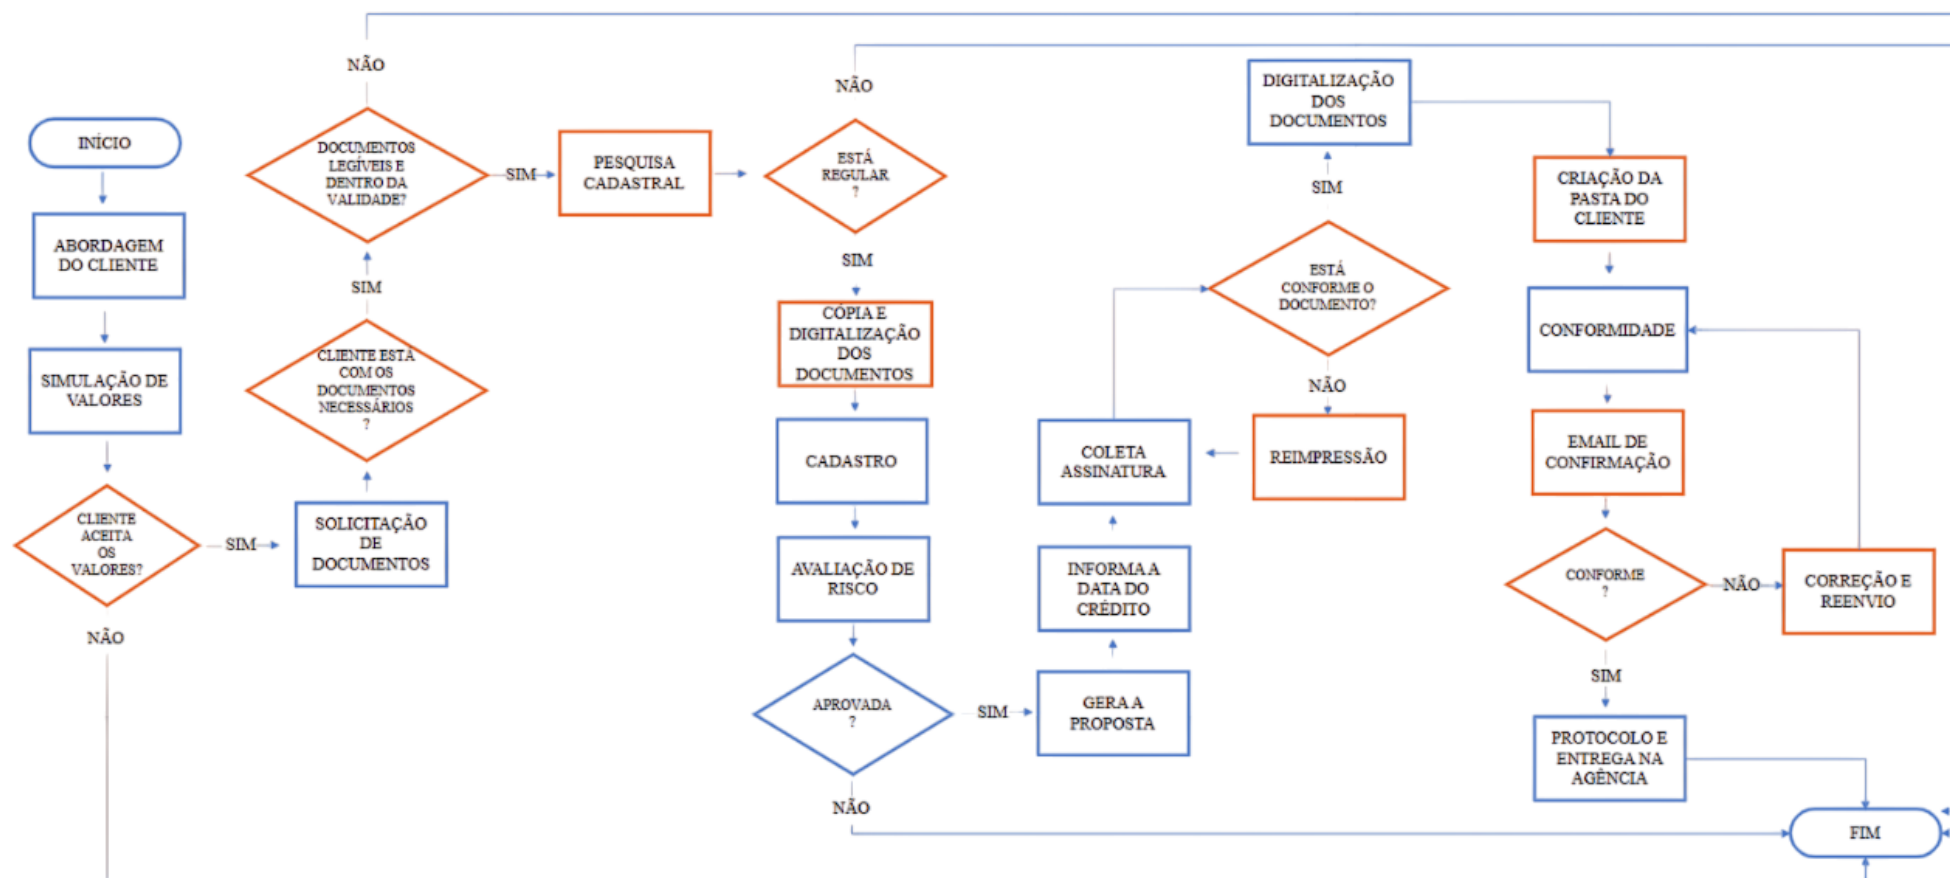 INÍCIO
ABORDAGEM
DO CLIENTE
SIMULAÇÃO DE
VALORES
CLIENTE
ACEITA
OS
VALORES?
NÃO
SIM
SOLICITAÇÃO
DE
DOCUMENTOS
CLIENTE ESTÁ
COM OS
DOCUMENTOS
NECESSÁRIOS
?
SIM
DOCUMENTOS
LEGÍVEIS E
DENTRO DA
VALIDADE?
NÃO
SIM
PESQUISA
CADASTRAL
ESTÁ
REGULAR
?
NÃO
SIM
CÓPIA E
DIGITALIZAÇÃO
DOS
DOCUMENTOS
CADASTRO
AVALIAÇÃO DE
RISCO
APROVADA
?
NÃO
SIM
GERA A
PROPOSTA
INFORMA A
DATA DO
CRÉDITO
COLETA
ASSINATURA
ESTÁ
CONFORME O
DOCUMENTO?
NÃO
REIMPRESSÃO
SIM
DIGITALIZAÇÃO
DOS
DOCUMENTOS
CRIAÇÃO DA
PASTA DO
CLIENTE
CONFORMIDADE
EMAIL DE
CONFIRMAÇÃO
CONFORME
?
NÃO
CORREÇÃO E
REENVIO
SIM
PROTOCOLO E
ENTREGA NA
AGÊNCIA
FIM